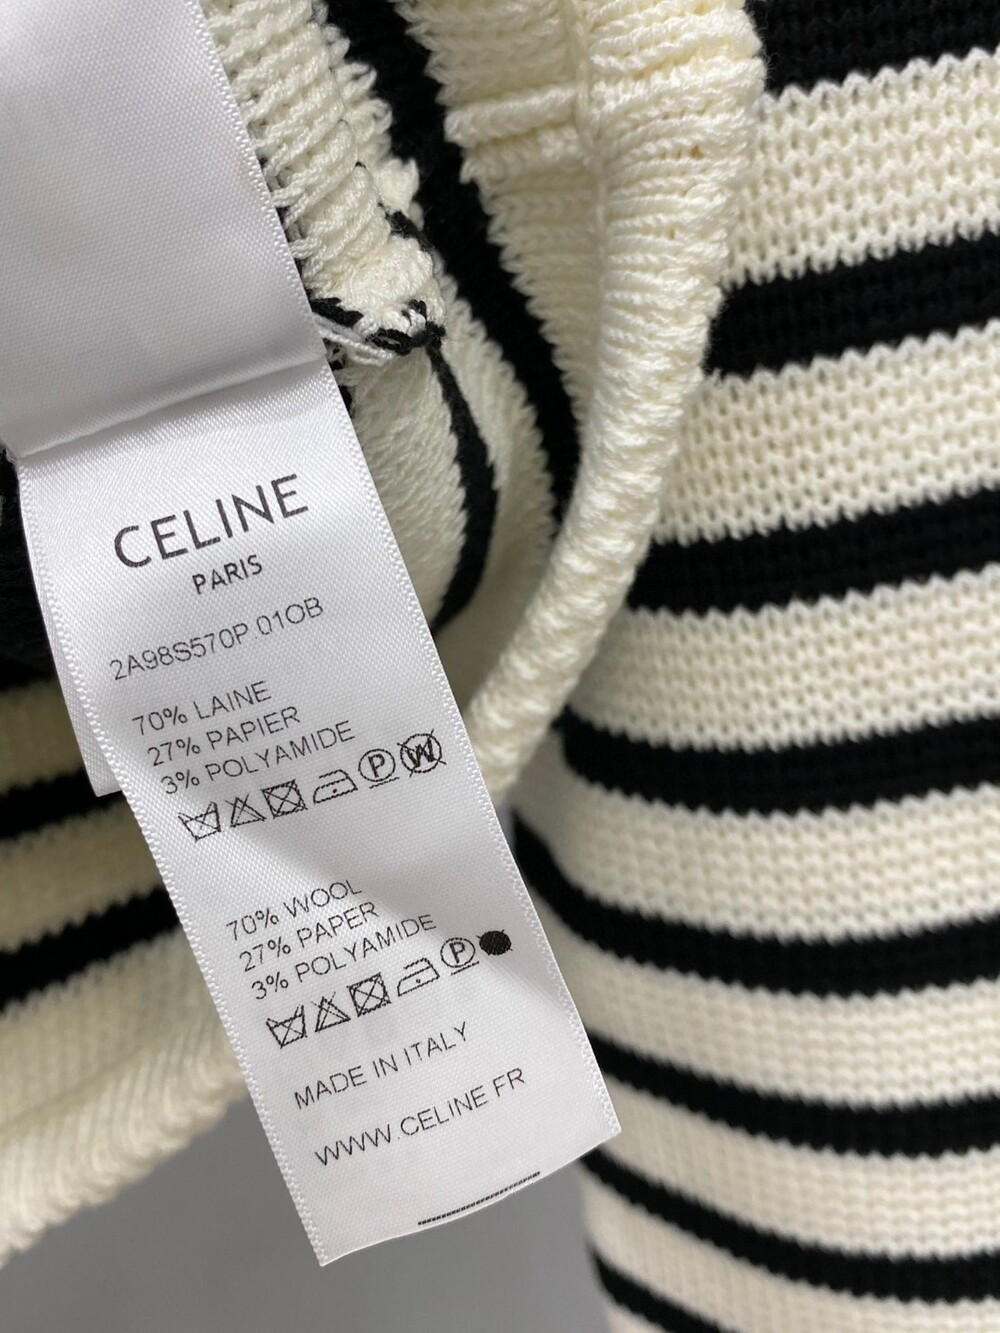 CELINE
PARIS
2A98S570P 01OB
70% LAINE
27% PAPIER
3% POLYAMIDE
P W
70% WOOL
27% PAPER
3% POLYAMIDE
P
MADE IN ITALY
WWW.CELINE.FR